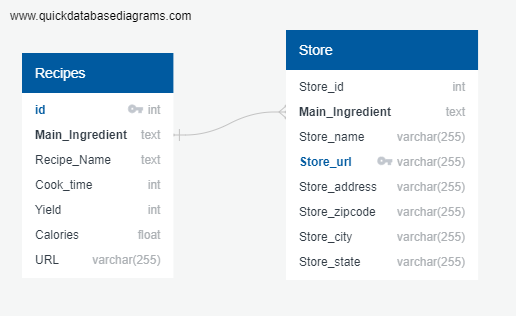 www.quickdatabasediagrams.com
Recipes
id int
Main_Ingredient text
Recipe_Name text
Cook_time int
Yield int
Calories float
URL varchar(255)
Store
Store_id int
Main_Ingredient text
Store_name varchar(255)
Store_url varchar(255)
Store_address varchar(255)
Store_zipcode varchar(255)
Store_city varchar(255)
Store_state varchar(255)